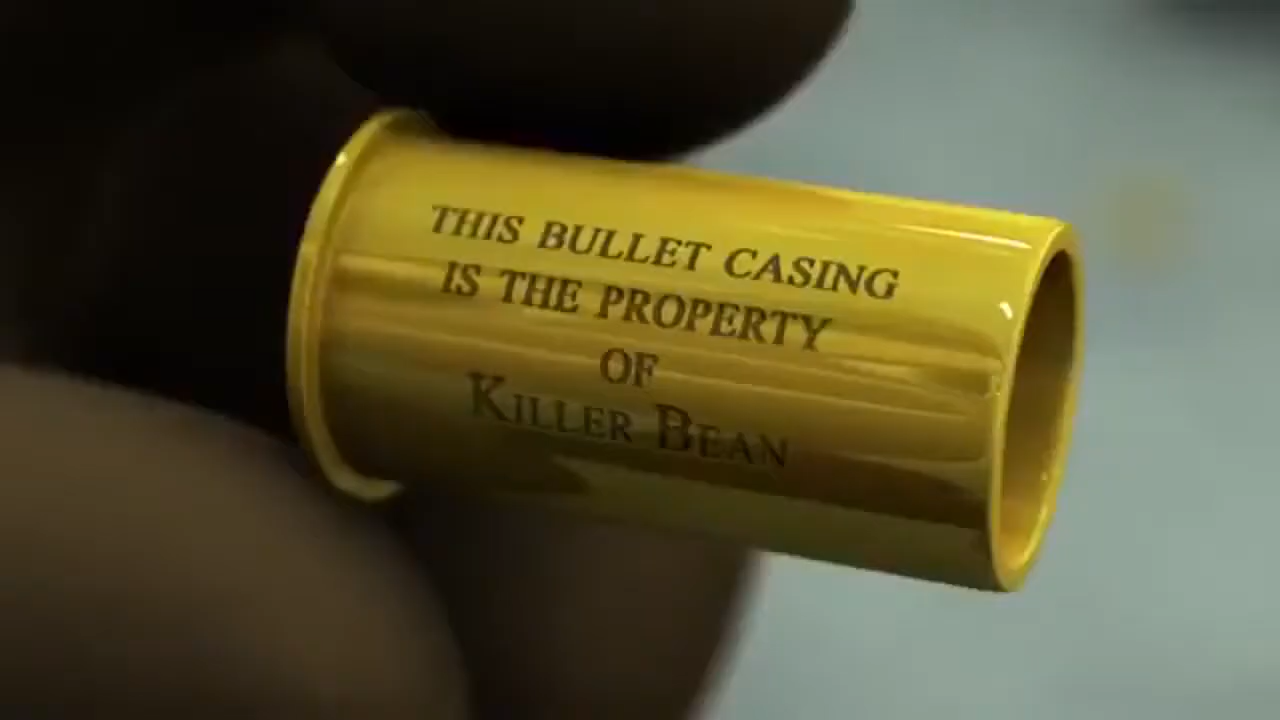 THIS BULLET CASING
IS THE PROPERTY
OF
KILLER BEAN